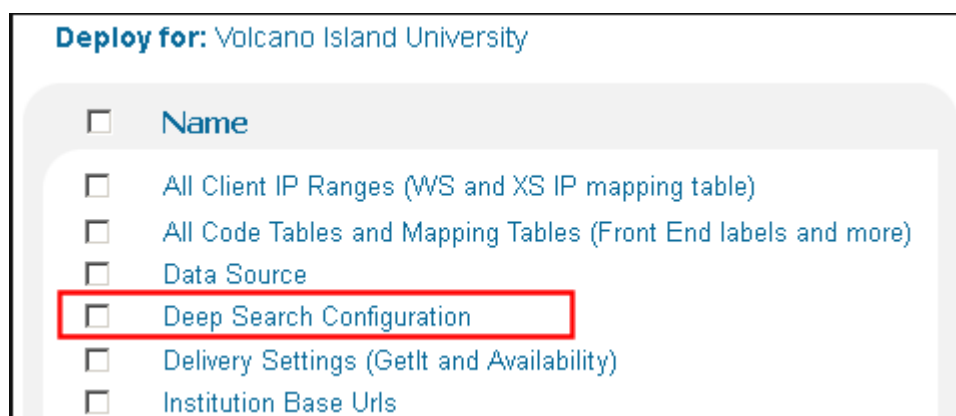 Deploy for: Volcano Island University
Name
All Client IP Ranges (WS and XS IP mapping table)
All Code Tables and Mapping Tables (Front End labels and more)
Data Source
Deep Search Configuration
Delivery Settings (GetIt and Availability)
Institution Base Urls